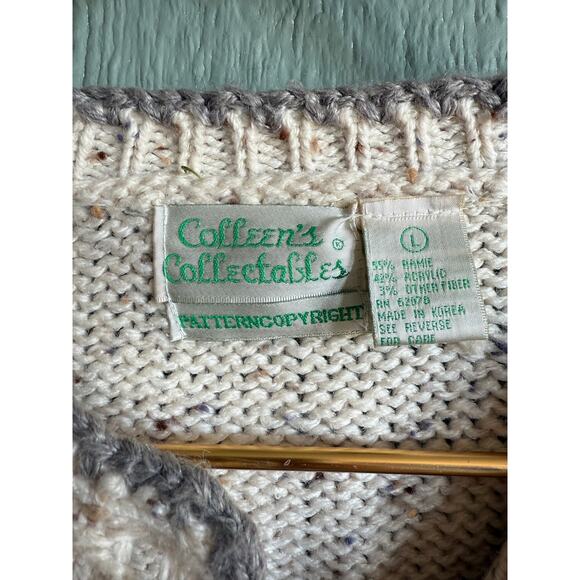 Colleen's ®
Collectables
PATTERNCOPYRIGHT
L
55% RAMIE
42% ACRYLIC
3% OTHER FIBER
RN 62078
MADE IN KOREA
SEE REVERSE
FOR CARE